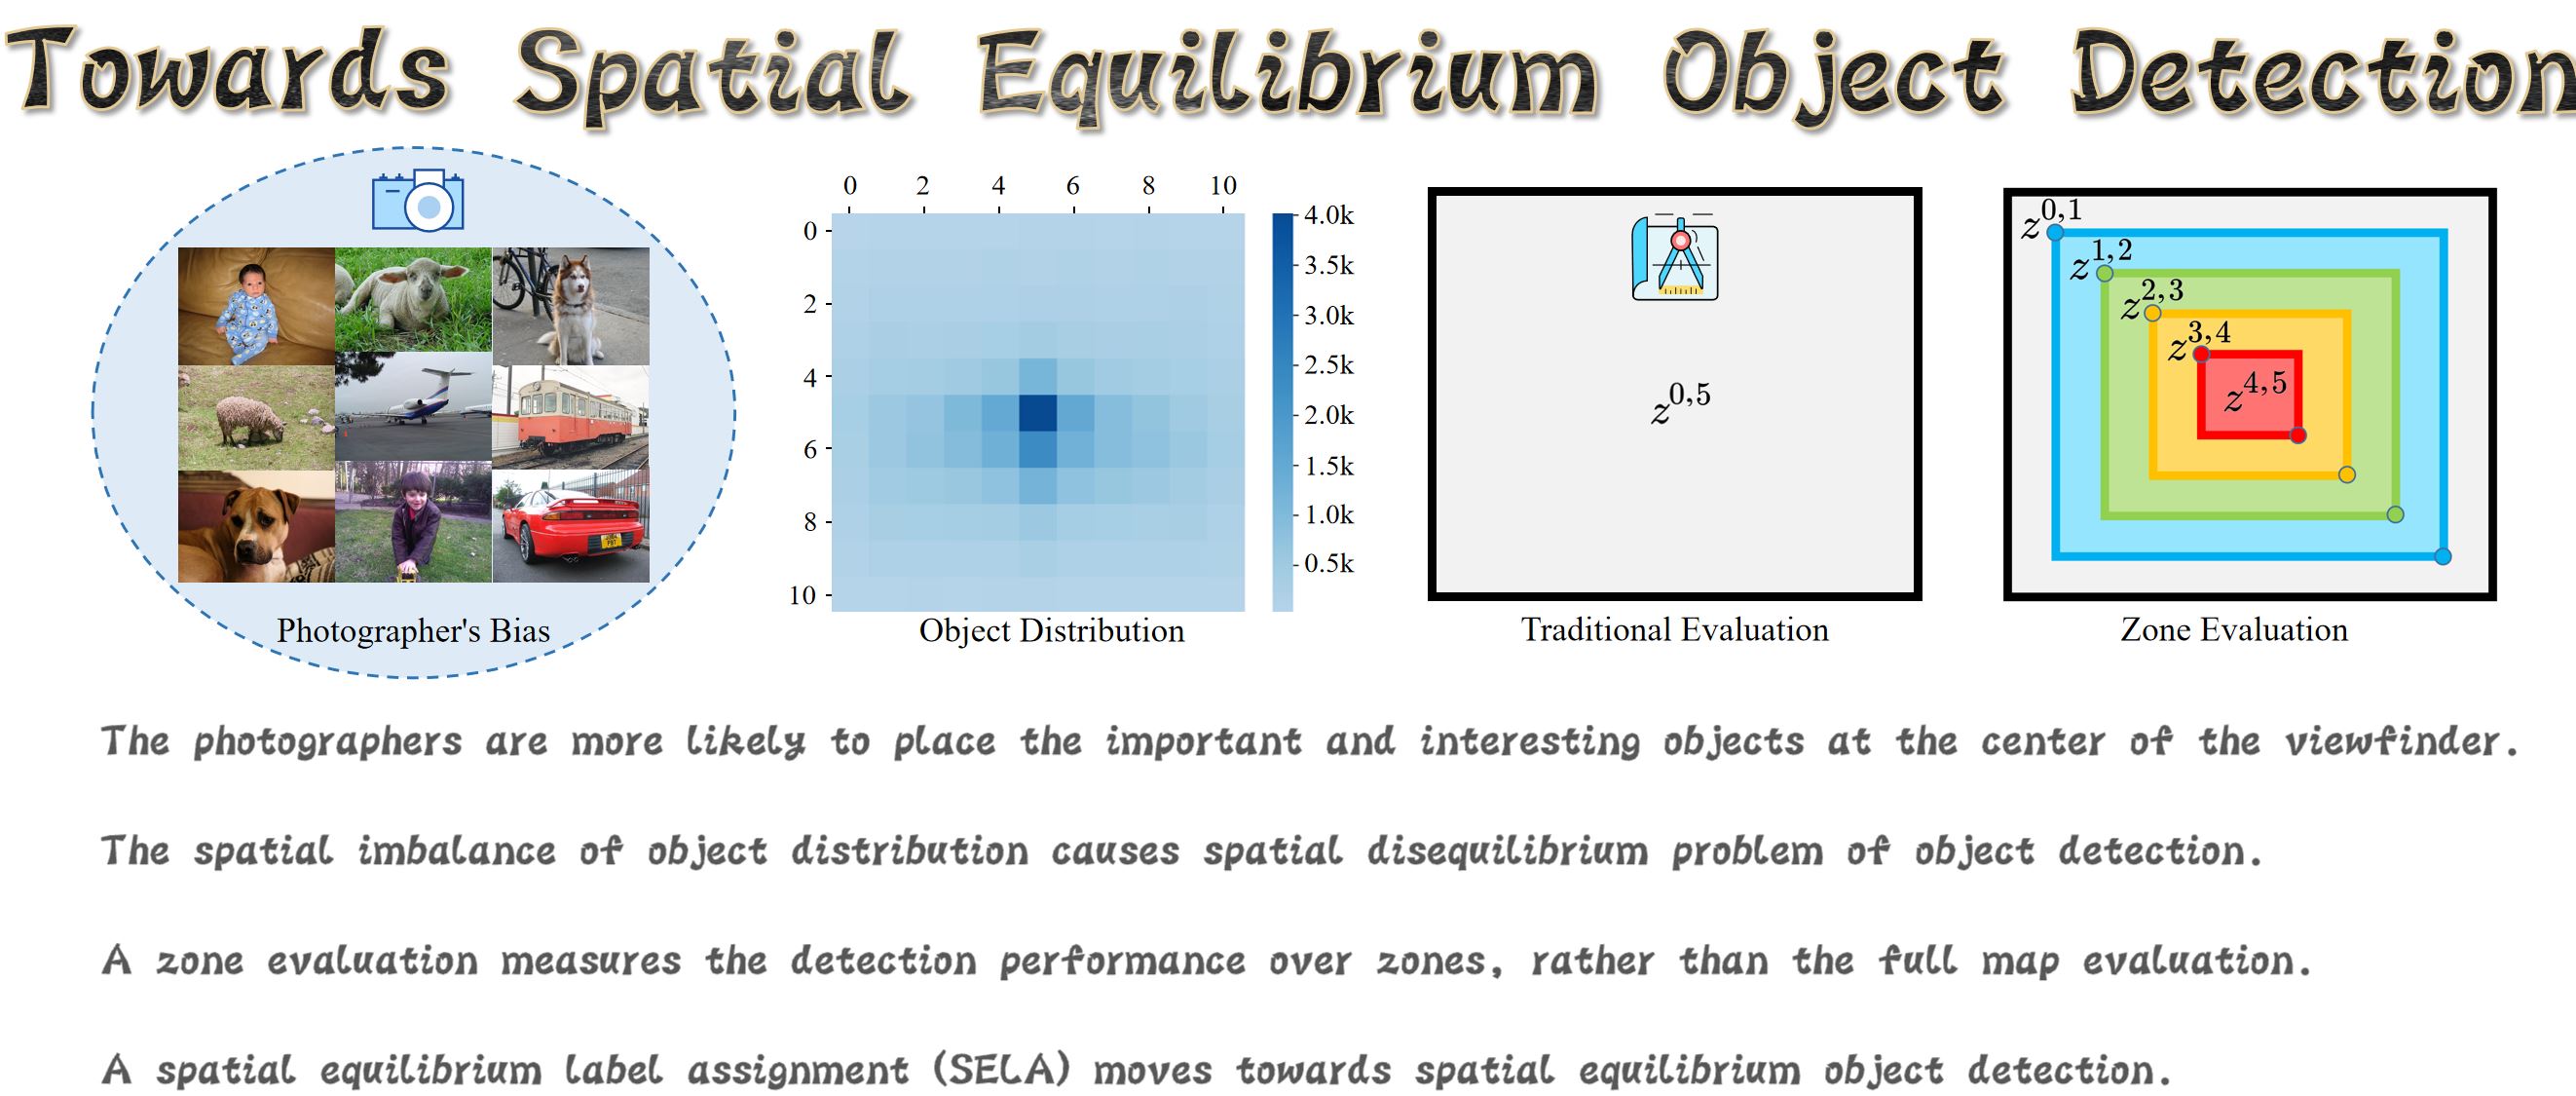 Towards Spatial Equilibrium Object Detection
Photographer's Bias
0 2 4 6 8 10
0
2
4
6
8
10
4.0k
3.5k
3.0k
2.5k
2.0k
1.5k
1.0k
0.5k
Object Distribution
z^0,5
Traditional Evaluation
z^0,1
z^1,2
z^2,3
z^3,4
z^4,5
Zone Evaluation
The photographers are more likely to place the important and interesting objects at the center of the viewfinder.
The spatial imbalance of object distribution causes spatial disequilibrium problem of object detection.
A zone evaluation measures the detection performance over zones, rather than the full map evaluation.
A spatial equilibrium label assignment (SELA) moves towards spatial equilibrium object detection.